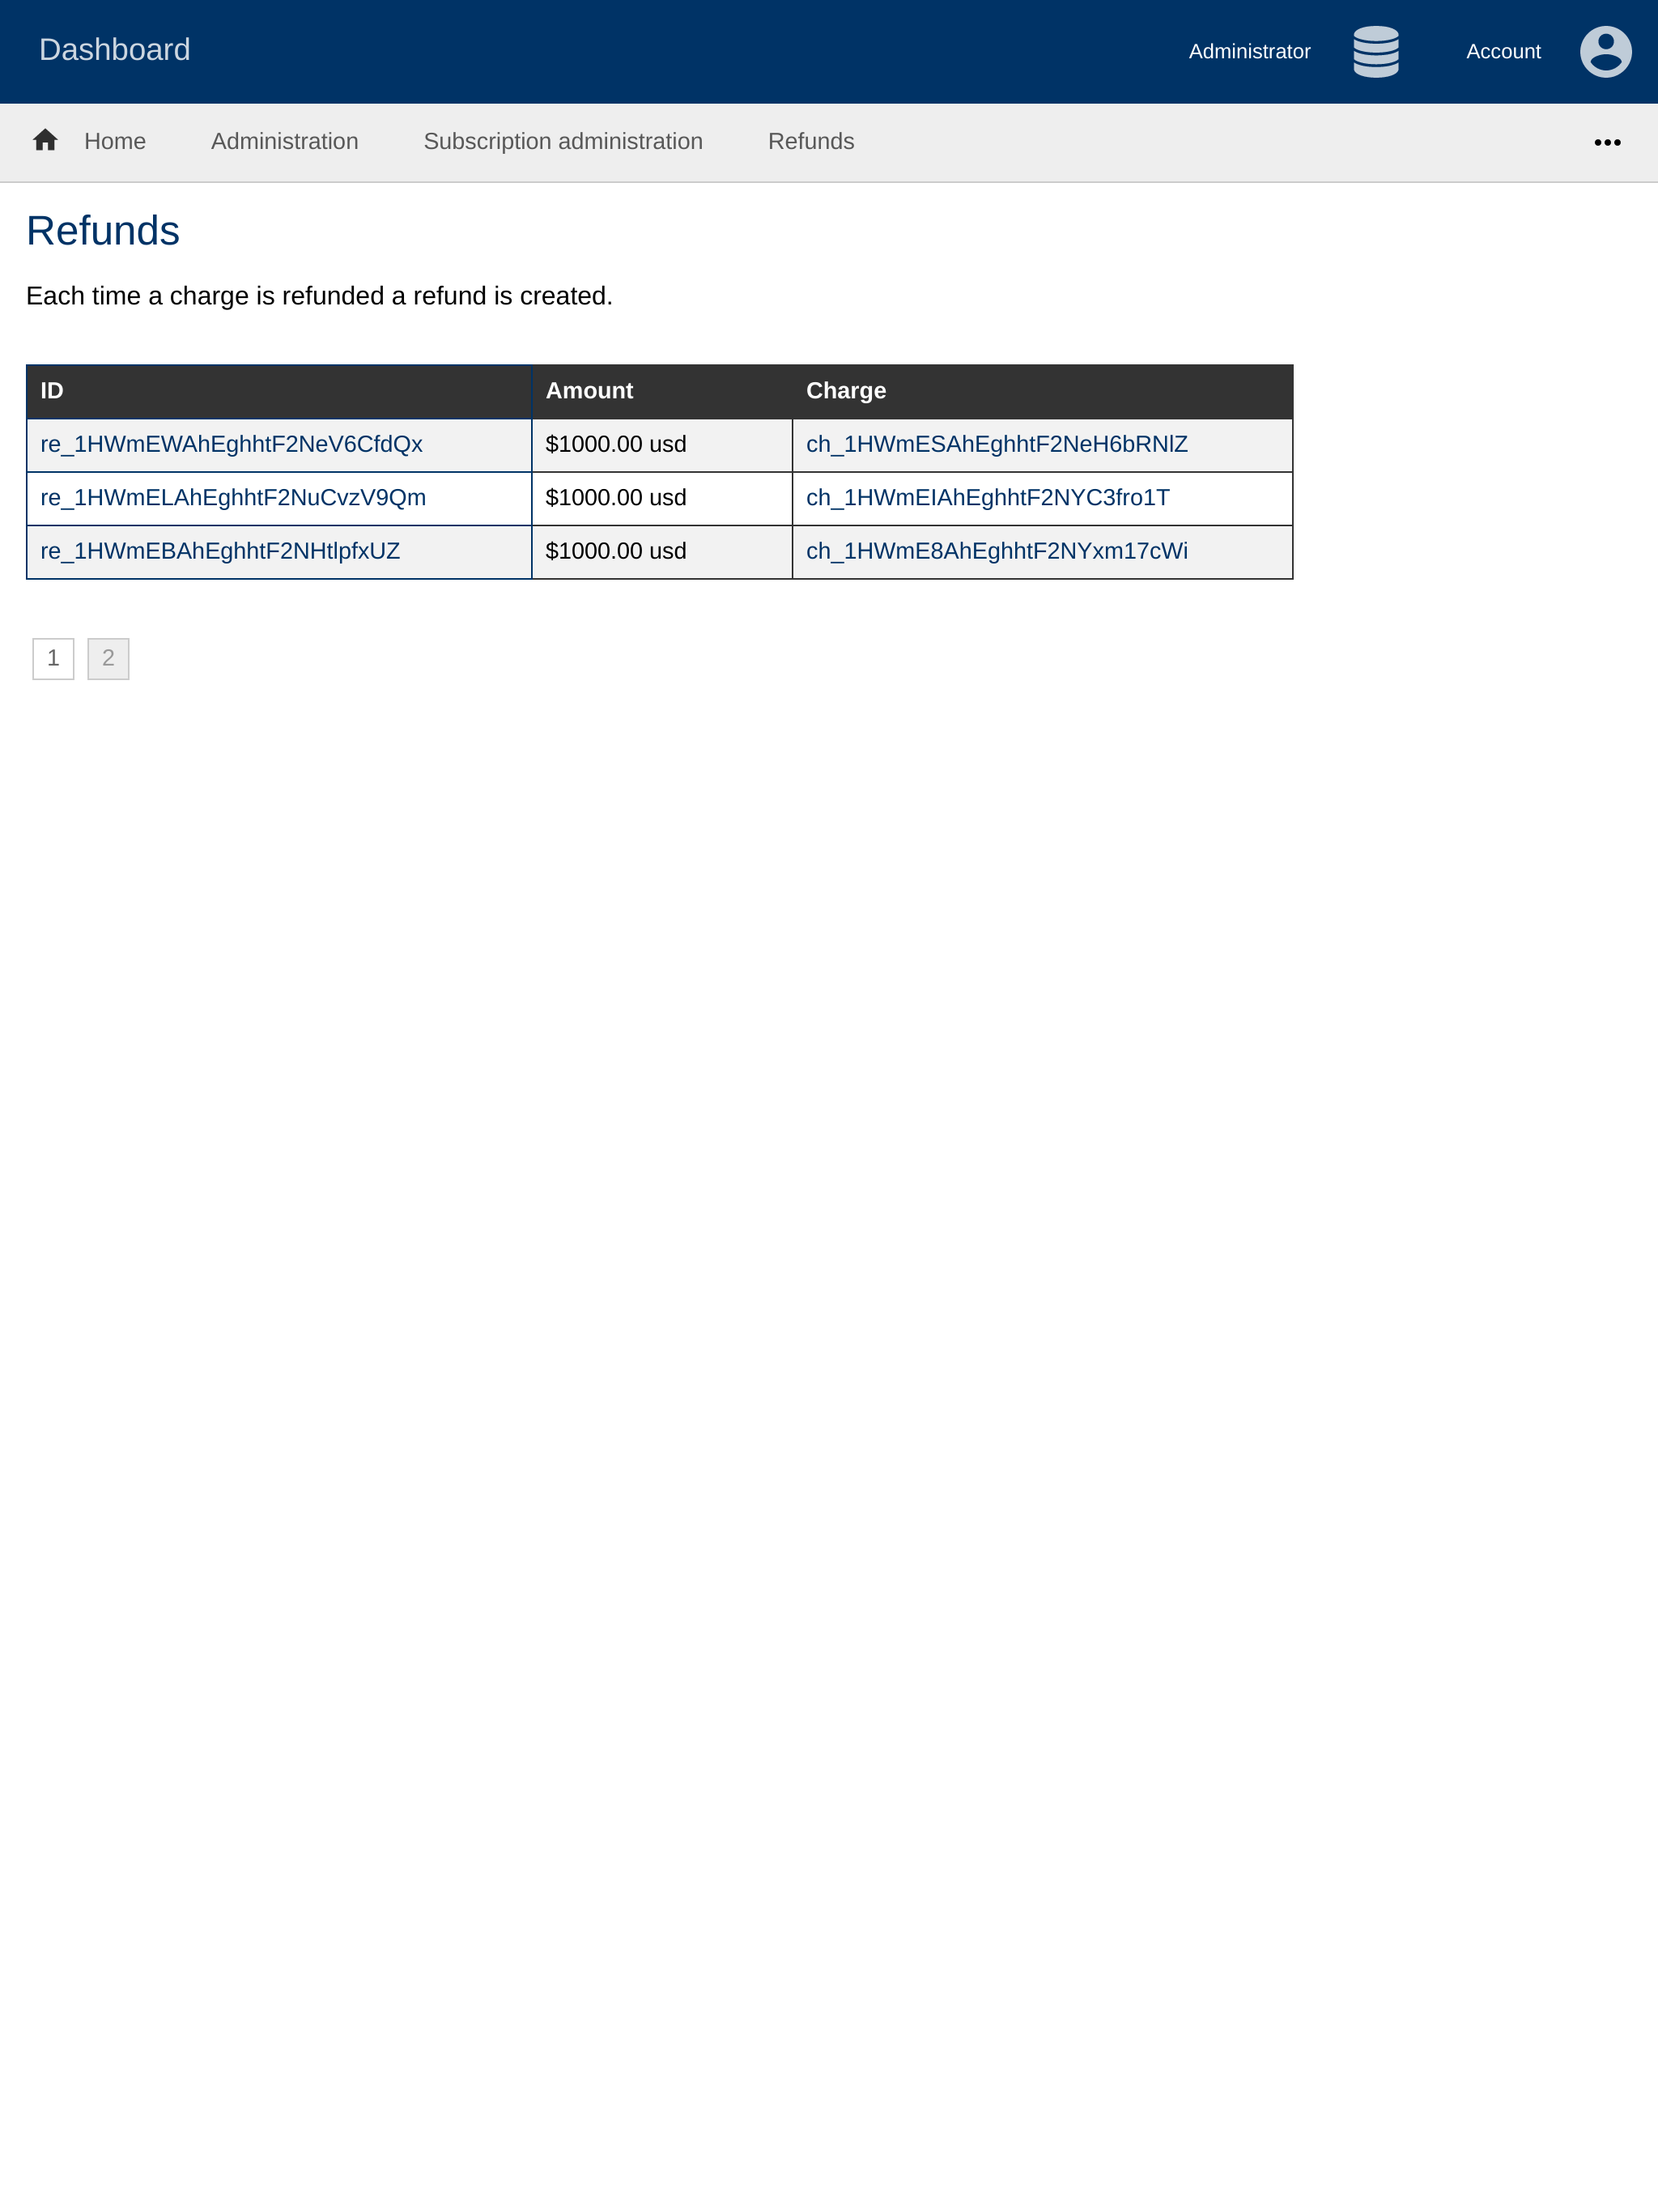 Dashboard
Administrator
Account
Home Administration Subscription administration Refunds
Refunds
Each time a charge is refunded a refund is created.
ID Amount Charge
re_1HWmEWAhEghhtF2NeV6CfdQx $1000.00 usd ch_1HWmESAhEghhtF2NeH6bRNlZ
re_1HWmELAhEghhtF2NuCvzV9Qm $1000.00 usd ch_1HWmEIAhEghhtF2NYC3fro1T
re_1HWmEBAhEghhtF2NHtlpfxUZ $1000.00 usd ch_1HWmE8AhEghhtF2NYxm17cWi
1 2